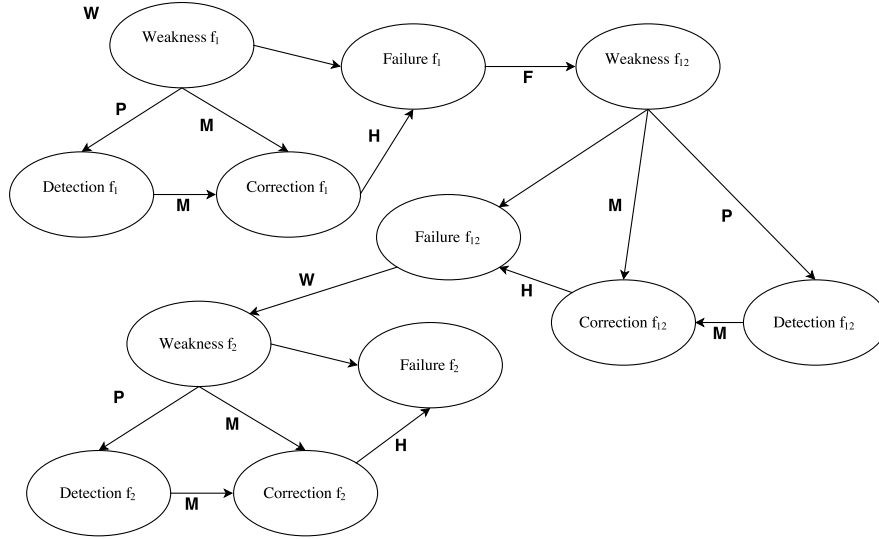 W
Weakness f₁
Failure f₁
F
Weakness f₁₂
P
M
H
Detection f₁
M
Correction f₁
M
P
Failure f₁₂
W
H
Correction f₁₂
M
Detection f₁₂
Weakness f₂
Failure f₂
P
M
H
Detection f₂
M
Correction f₂